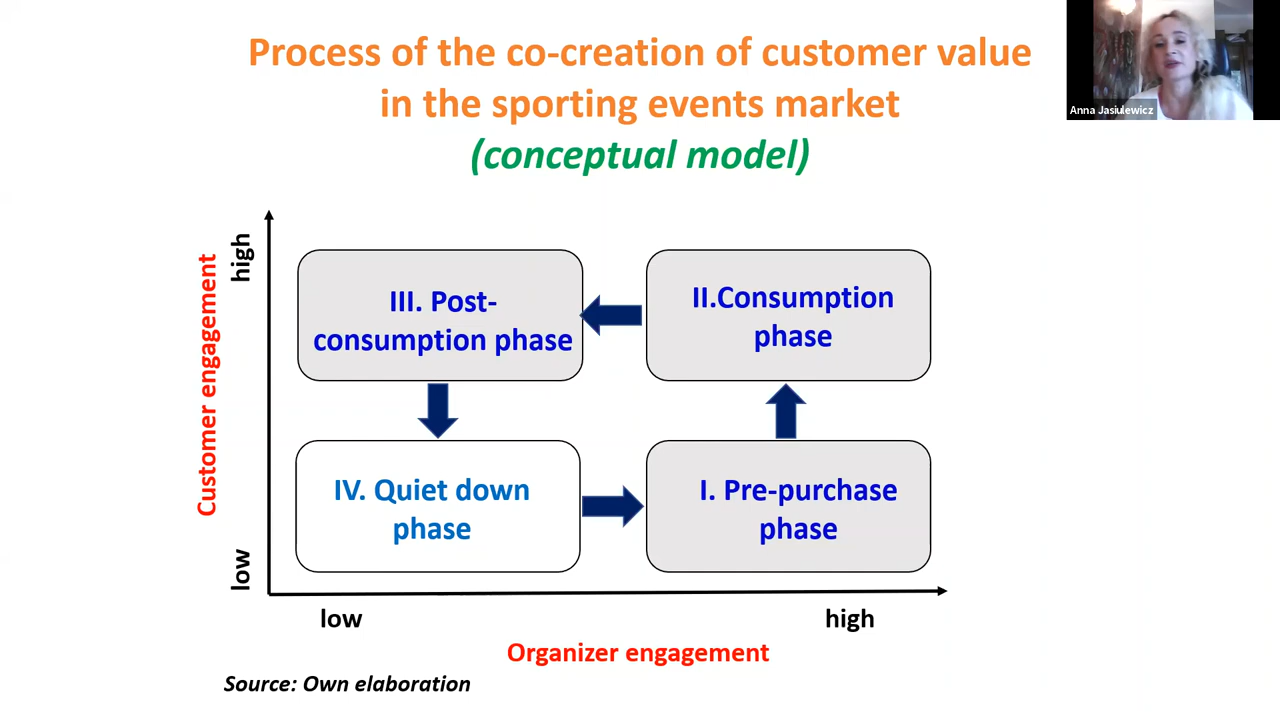 Process of the co-creation of customer value
in the sporting events market
(conceptual model)
Anna Jasiulewicz
Customer engagement
high
low
III. Post-
consumption phase
II.Consumption
phase
IV. Quiet down
phase
I. Pre-purchase
phase
low
high
Organizer engagement
Source: Own elaboration